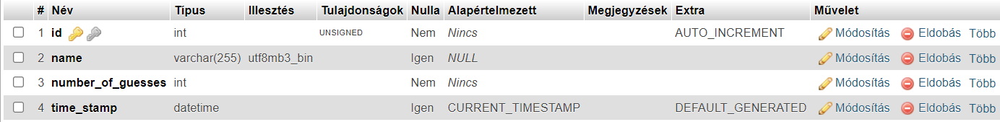 # Név Típus Illesztés Tulajdonságok Nulla Alapértelmezett Megjegyzések Extra Művelet
1 id int UNSIGNED Nem Nincs AUTO_INCREMENT Módosítás Eldobás Több
2 name varchar(255) utf8mb3_bin Igen NULL Módosítás Eldobás Több
3 number_of_guesses int Nem Nincs Módosítás Eldobás Több
4 time_stamp datetime Igen CURRENT_TIMESTAMP DEFAULT_GENERATED Módosítás Eldobás Több